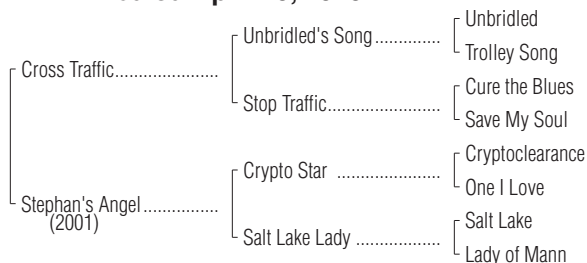 Unbridled
Unbridled's Song
Trolley Song
Cross Traffic
Cure the Blues
Stop Traffic
Save My Soul
Cryptoclearance
Crypto Star
One I Love
Stephan's Angel
(2001)
Salt Lake
Salt Lake Lady
Lady of Mann